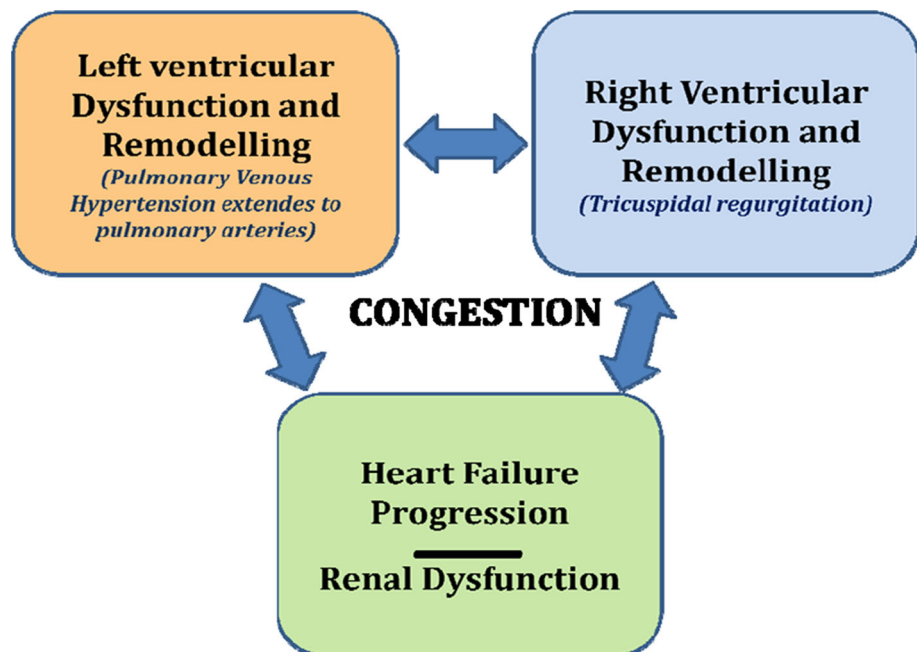 Left ventricular
Dysfunction and
Remodelling
(Pulmonary Venous
Hypertension extendes to
pulmonary arteries)
Right Ventricular
Dysfunction and
Remodelling
(Tricuspidal regurgitation)
CONGESTION
Heart Failure
Progression
Renal Dysfunction